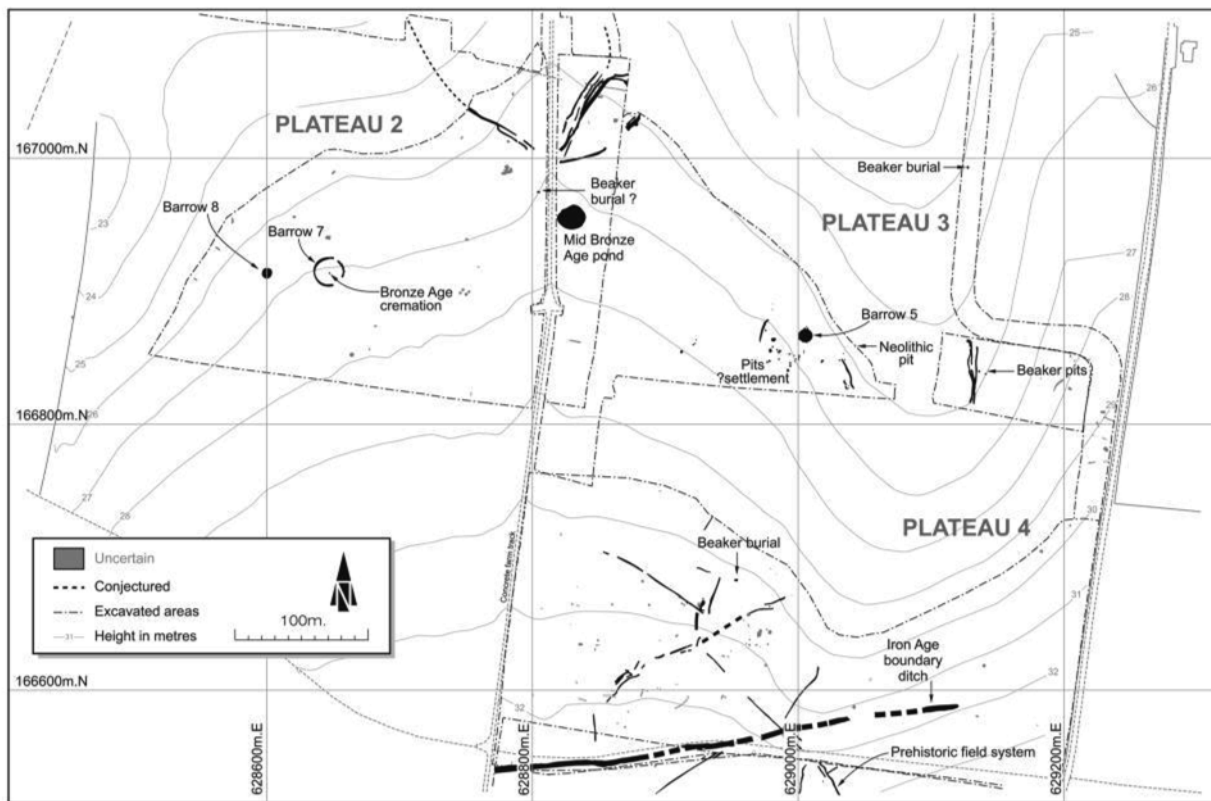 25
26
PLATEAU 2
167000m.N
Beaker burial
Beaker
burial ?
Barrow 8
PLATEAU 3
23
Barrow 7
Mid Bronze
Age pond
27
Bronze Age
cremation
24
28
Barrow 5
Neolithic
pit
25
Pits
?settlement
Beaker pits
29
166800m.N
26
27
28
30
PLATEAU 4
Uncertain
Conjectured
Excavated areas
31
Height in metres
N
100m.
Concrete farm track
Beaker burial
31
Iron Age
boundary
ditch
32
166600m.N
32
628600m.E
628800m.E
629000m.E
629200m.E
Prehistoric field system